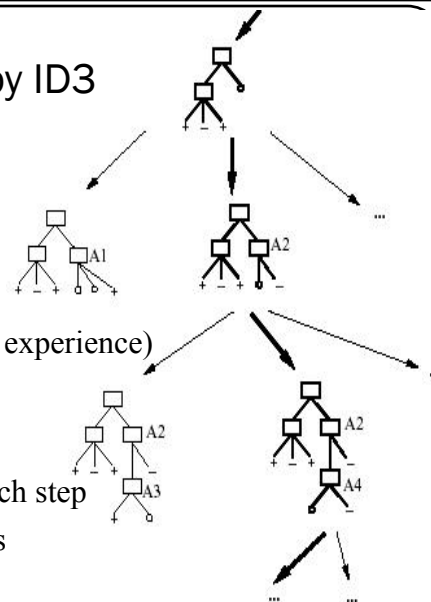 by ID3
+ − +
...
A1
A2
+ − +
+
+ − +
−
experience)
A2
A2
+ − +
−
+ − +
−
ch step
A3
A4
s
+
−
...
...